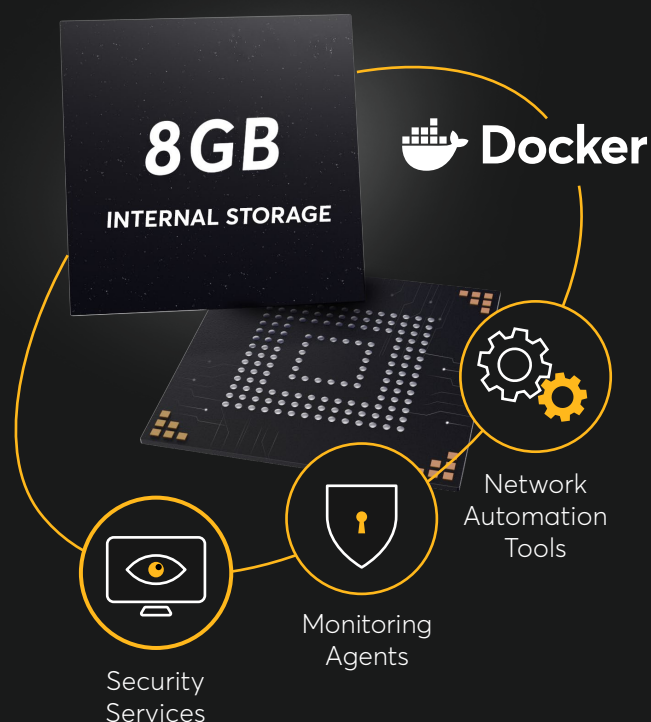 8GB
INTERNAL STORAGE
Docker
Network
Automation
Tools
Monitoring
Agents
Security
Services